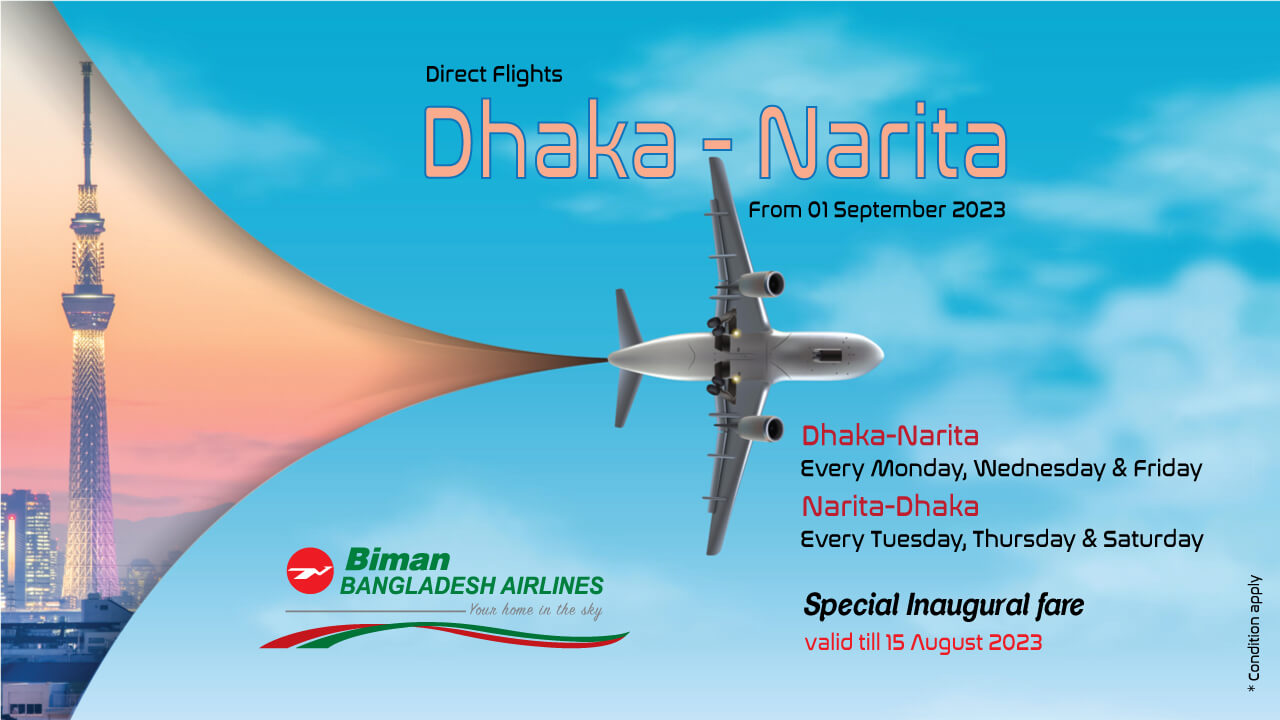 Direct Flights
Dhaka - Narita
From 01 September 2023
Dhaka-Narita
Every Monday, Wednesday & Friday
Narita-Dhaka
Every Tuesday, Thursday & Saturday
Biman
BANGLADESH AIRLINES
Your home in the sky
Special Inaugural fare
valid till 15 August 2023
* Condition apply